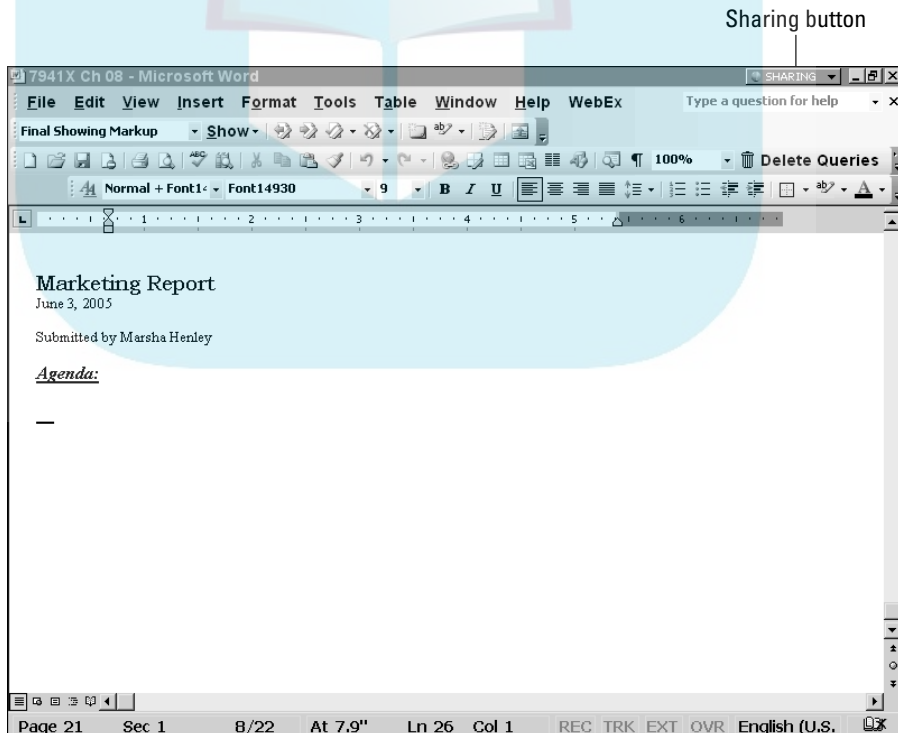 Sharing button
7941X Ch 08 - Microsoft Word SHARING
File Edit View Insert Format Tools Table Window Help WebEx Type a question for help
Final Showing Markup Show
100% Delete Queries
Normal + Font14 Font14930 9 B I U
1 2 3 4 5 6
Marketing Report
June 3, 2005
Submitted by Marsha Henley
Agenda:
Page 21 Sec 1 8/22 At 7.9" Ln 26 Col 1 REC TRK EXT OVR English (U.S.